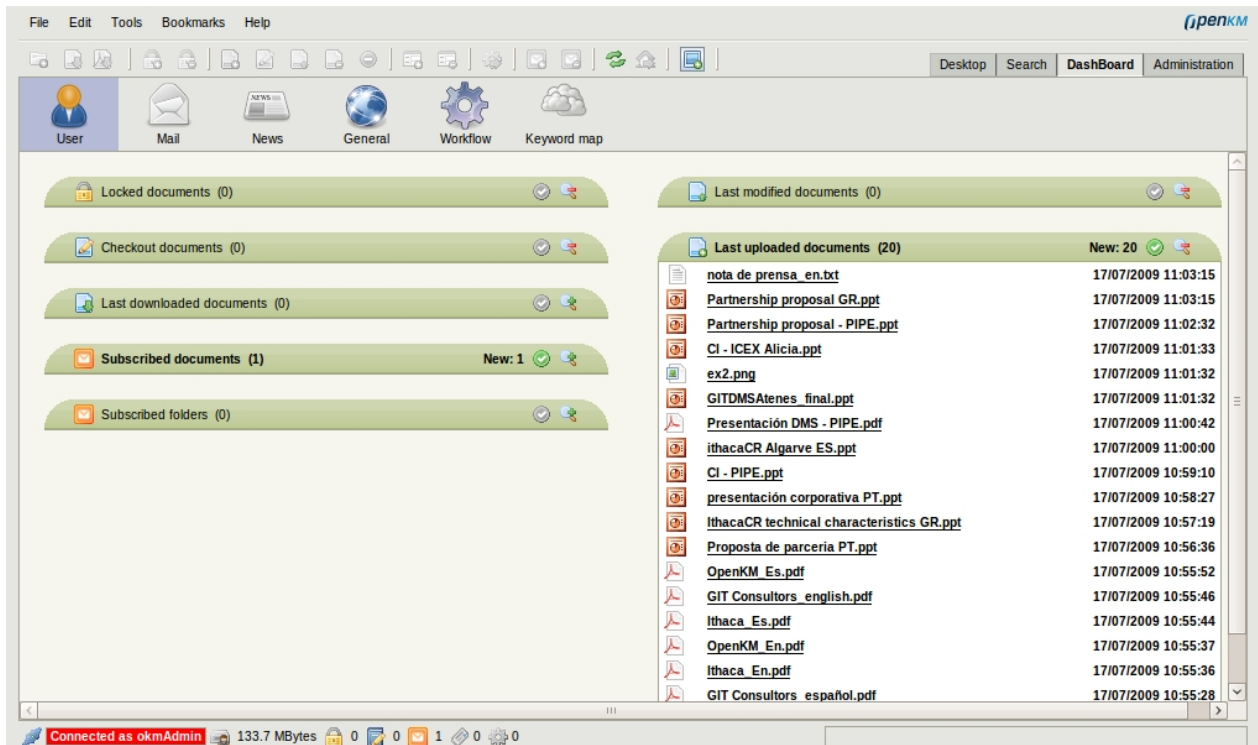 File Edit Tools Bookmarks Help
OpenKM
Desktop Search DashBoard Administration
NEWS
User Mail News General Workflow Keyword map
Locked documents (0)
Checkout documents (0)
Last downloaded documents (0)
Subscribed documents (1) New: 1
Subscribed folders (0)
Last modified documents (0)
Last uploaded documents (20) New: 20
nota de prensa_en.txt 17/07/2009 11:03:15
Partnership proposal GR.ppt 17/07/2009 11:03:15
Partnership proposal - PIPE.ppt 17/07/2009 11:02:32
CI - ICEX Alicia.ppt 17/07/2009 11:01:33
ex2.png 17/07/2009 11:01:32
GITDMSAtenes_final.ppt 17/07/2009 11:01:32
Presentación DMS - PIPE.pdf 17/07/2009 11:00:42
ithacaCR Algarve ES.ppt 17/07/2009 11:00:00
CI - PIPE.ppt 17/07/2009 10:59:10
presentación corporativa PT.ppt 17/07/2009 10:58:27
IthacaCR technical characteristics GR.ppt 17/07/2009 10:57:19
Proposta de parceria PT.ppt 17/07/2009 10:56:36
OpenKM_Es.pdf 17/07/2009 10:55:52
GIT Consultors_english.pdf 17/07/2009 10:55:46
Ithaca_Es.pdf 17/07/2009 10:55:44
OpenKM_En.pdf 17/07/2009 10:55:37
Ithaca_En.pdf 17/07/2009 10:55:36
GIT Consultors_español.pdf 17/07/2009 10:55:28
Connected as okmAdmin 133.7 MBytes 0 0 1 0 0